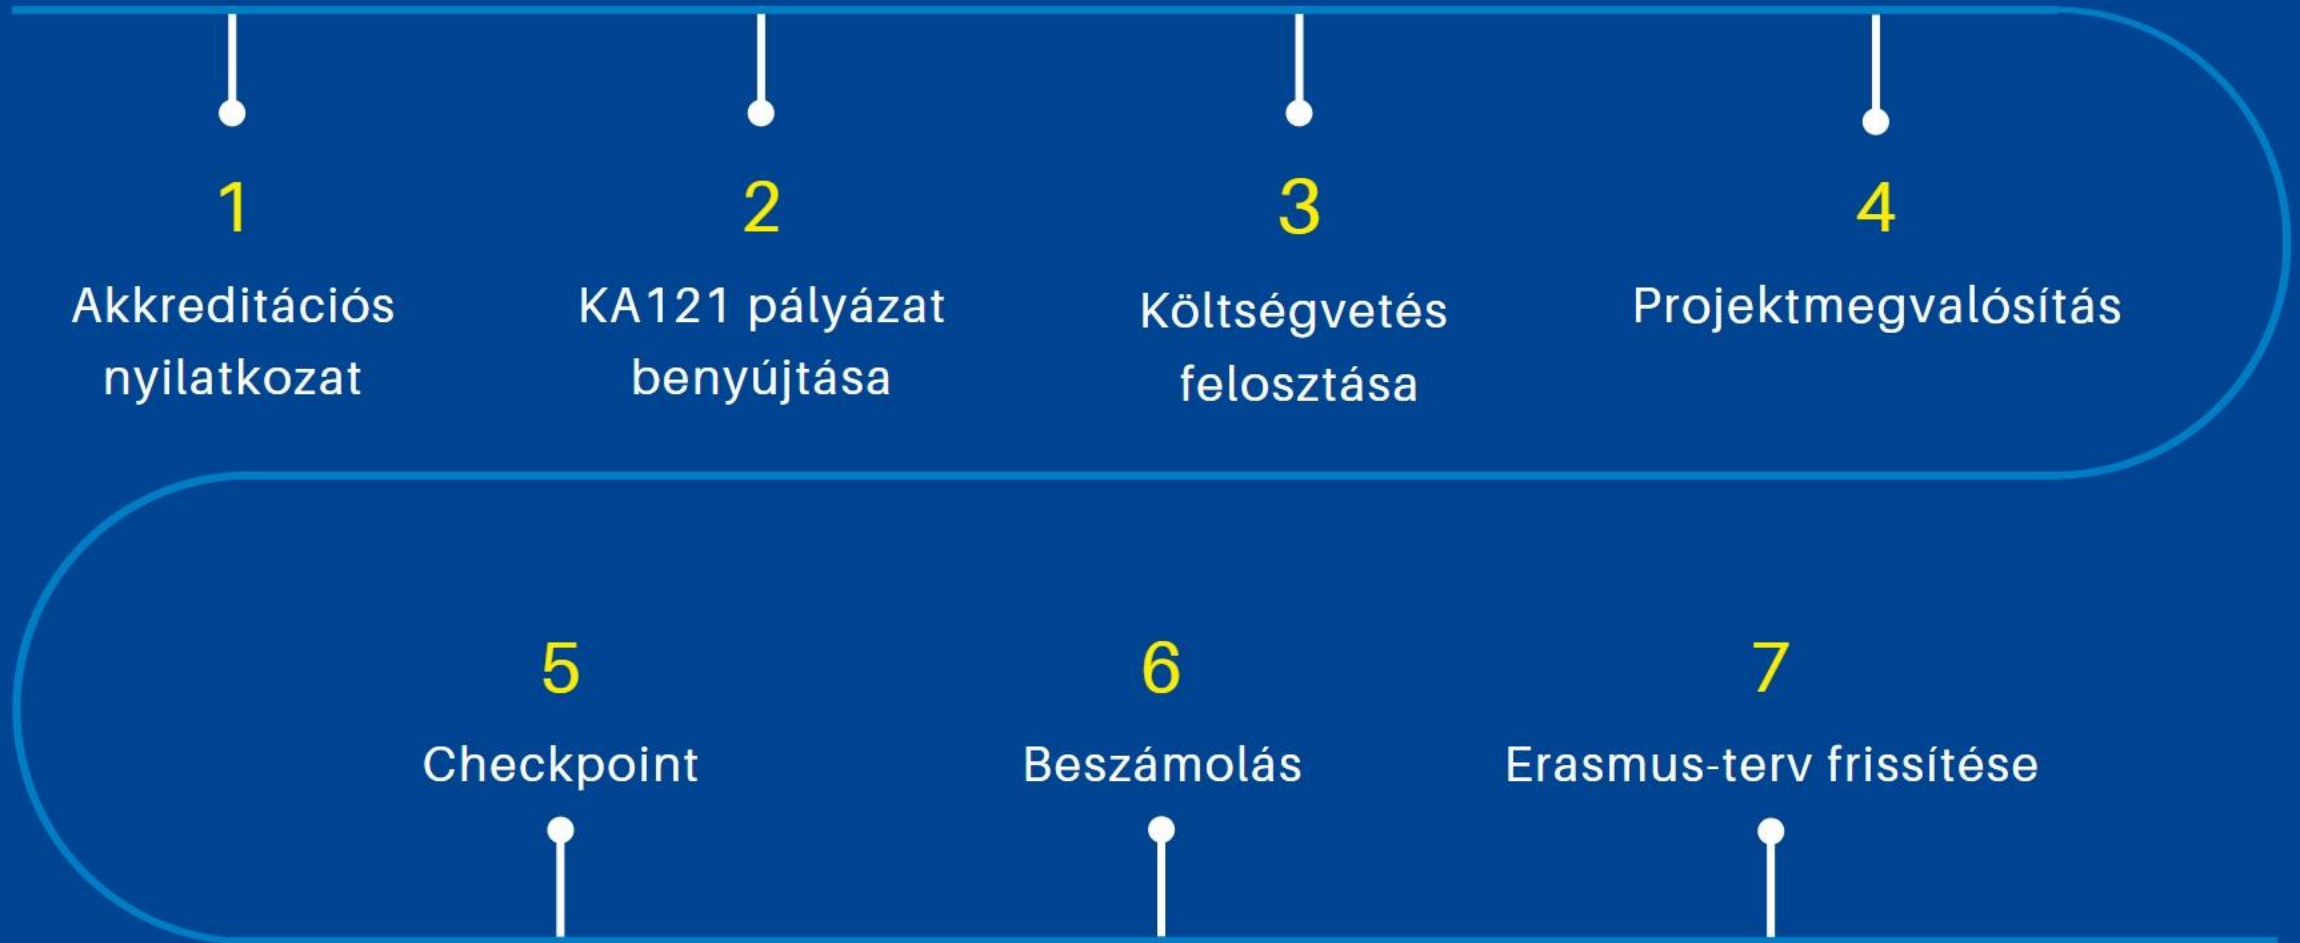 1
Akkreditációs
nyilatkozat
2
KA121 pályázat
benyújtása
3
Költségvetés
felosztása
4
Projektmegvalósítás
5
Checkpoint
6
Beszámolás
7
Erasmus-terv frissítése